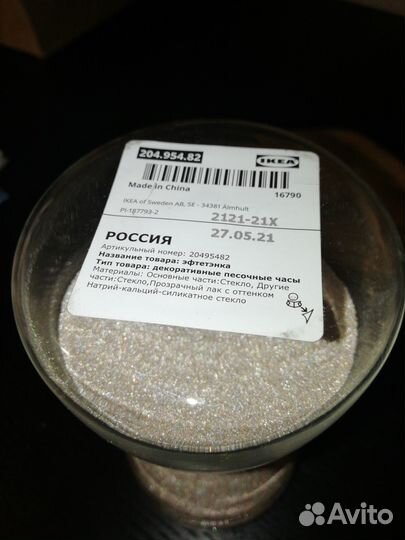 204.954.82
IKEA
Made in China
16790
IKEA of Sweden AB, SE - 34381 Älmhult
PI-187793-2
2121-21X
РОССИЯ
27.05.21
Артикульный номер: 20495482
Название товара: эфтетэнка
Тип товара: декоративные песочные часы
Материалы: Основные части:Стекло, Другие
части:Стекло,Прозрачный лак с оттенком
Натрий-кальций-силикатное стекло
Avito